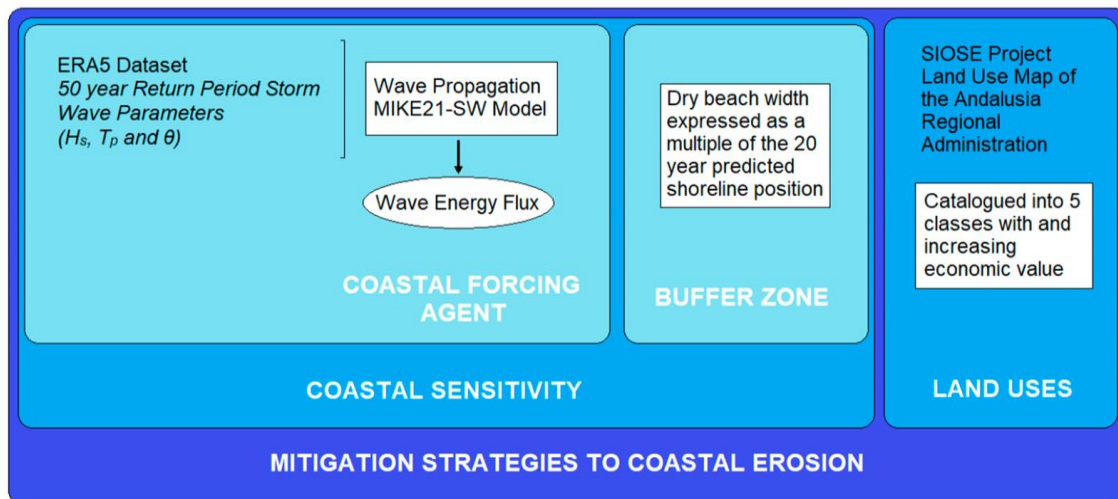 ERA5 Dataset
50 year Return Period Storm
Wave Parameters
(Hs, Tp and θ)
Wave Propagation
MIKE21-SW Model
Wave Energy Flux
COASTAL FORCING
AGENT
Dry beach width
expressed as a
multiple of the 20
year predicted
shoreline position
BUFFER ZONE
COASTAL SENSITIVITY
SIOSE Project
Land Use Map of
the Andalusia
Regional
Administration
Catalogued into 5
classes with and
increasing
economic value
LAND USES
MITIGATION STRATEGIES TO COASTAL EROSION